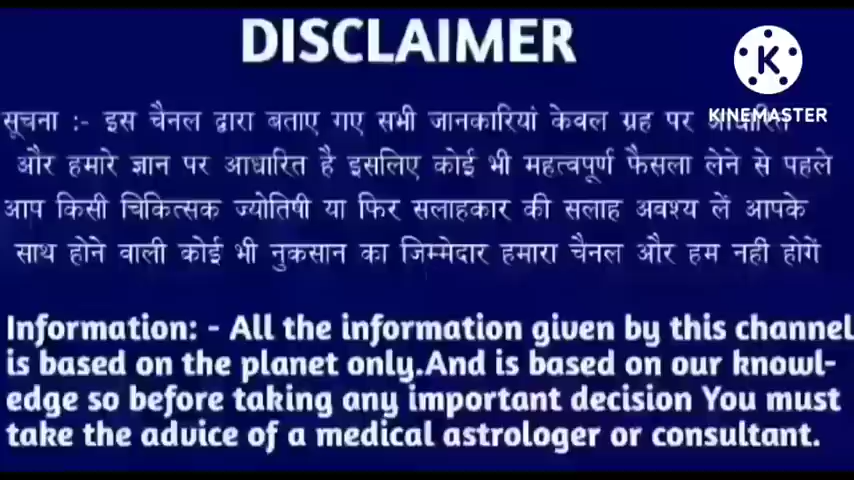 DISCLAIMER
K
KINEMASTER
सूचना :- इस चैनल द्वारा बताए गए सभी जानकारियां केवल ग्रह पर आधारित
और हमारे ज्ञान पर आधारित है इसलिए कोई भी महत्वपूर्ण फैसला लेने से पहले
आप किसी चिकित्सक ज्योतिषी या फिर सलाहकार की सलाह अवश्य लें आपके
साथ होने वाली कोई भी नुकसान का जिम्मेदार हमारा चैनल और हम नही होगें
Information: - All the information given by this channel
is based on the planet only.And is based on our knowl-
edge so before taking any important decision You must
take the advice of a medical astrologer or consultant.